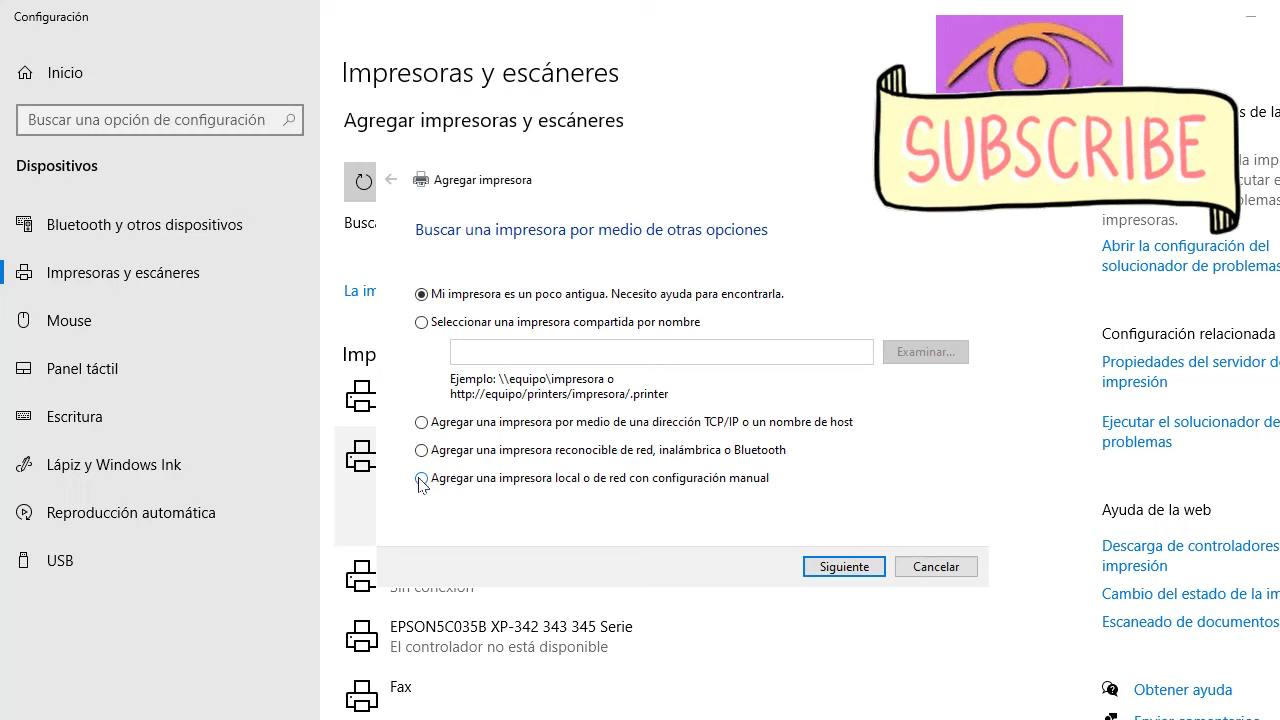 Configuración
Inicio
Buscar una opción de configuración
Dispositivos
Bluetooth y otros dispositivos
Impresoras y escáneres
Mouse
Panel táctil
Escritura
Lápiz y Windows Ink
Reproducción automática
USB
Impresoras y escáneres
Agregar impresoras y escáneres
Agregar impresora
Busca
Buscar una impresora por medio de otras opciones
La im
Mi impresora es un poco antigua. Necesito ayuda para encontrarla.
Seleccionar una impresora compartida por nombre
Imp
Examinar...
Ejemplo: \\equipo\impresora o
http://equipo/printers/impresora/.printer
Agregar una impresora por medio de una dirección TCP/IP o un nombre de host
Agregar una impresora reconocible de red, inalámbrica o Bluetooth
Agregar una impresora local o de red con configuración manual
Siguiente
Cancelar
Sin conexión
EPSON5C035B XP-342 343 345 Serie
El controlador no está disponible
Fax
SUBSCRIBE
s de la
la imp
cutar e
blemas
impresoras.
Abrir la configuración del
solucionador de problemas
Configuración relacionada
Propiedades del servidor de
impresión
Ejecutar el solucionador de
problemas
Ayuda de la web
Descarga de controladores
impresión
Cambio del estado de la im
Escaneado de documentos
Obtener ayuda
Enviar comentarios